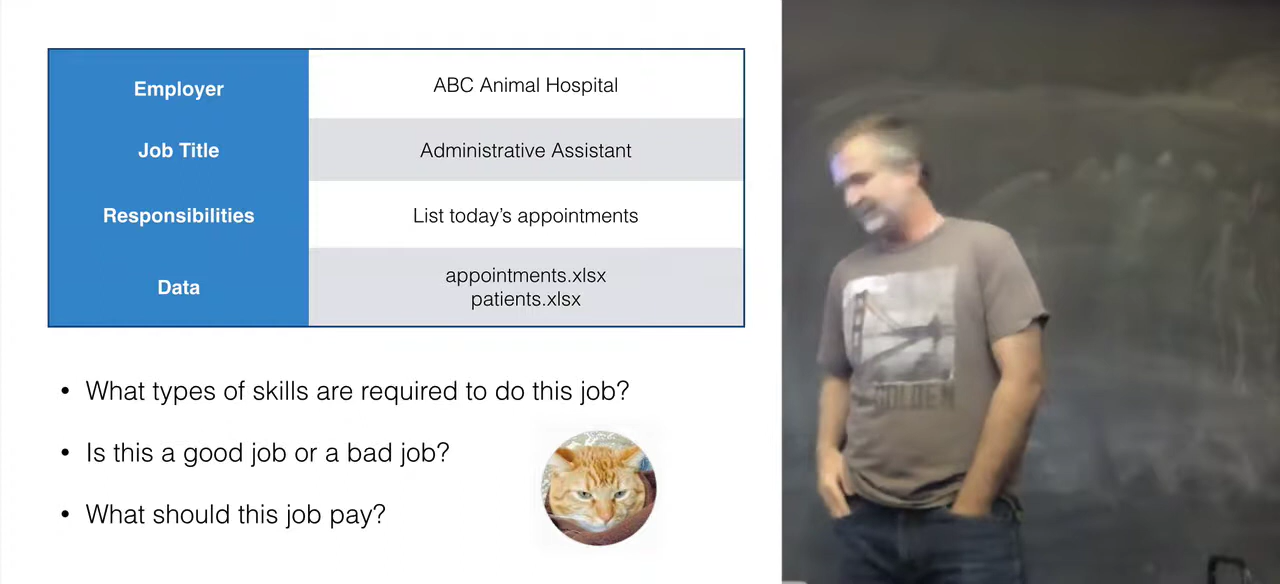 Employer
ABC Animal Hospital
Job Title
Administrative Assistant
Responsibilities
List today's appointments
Data
appointments.xlsx
patients.xlsx
• What types of skills are required to do this job?
• Is this a good job or a bad job?
• What should this job pay?
GOLDEN